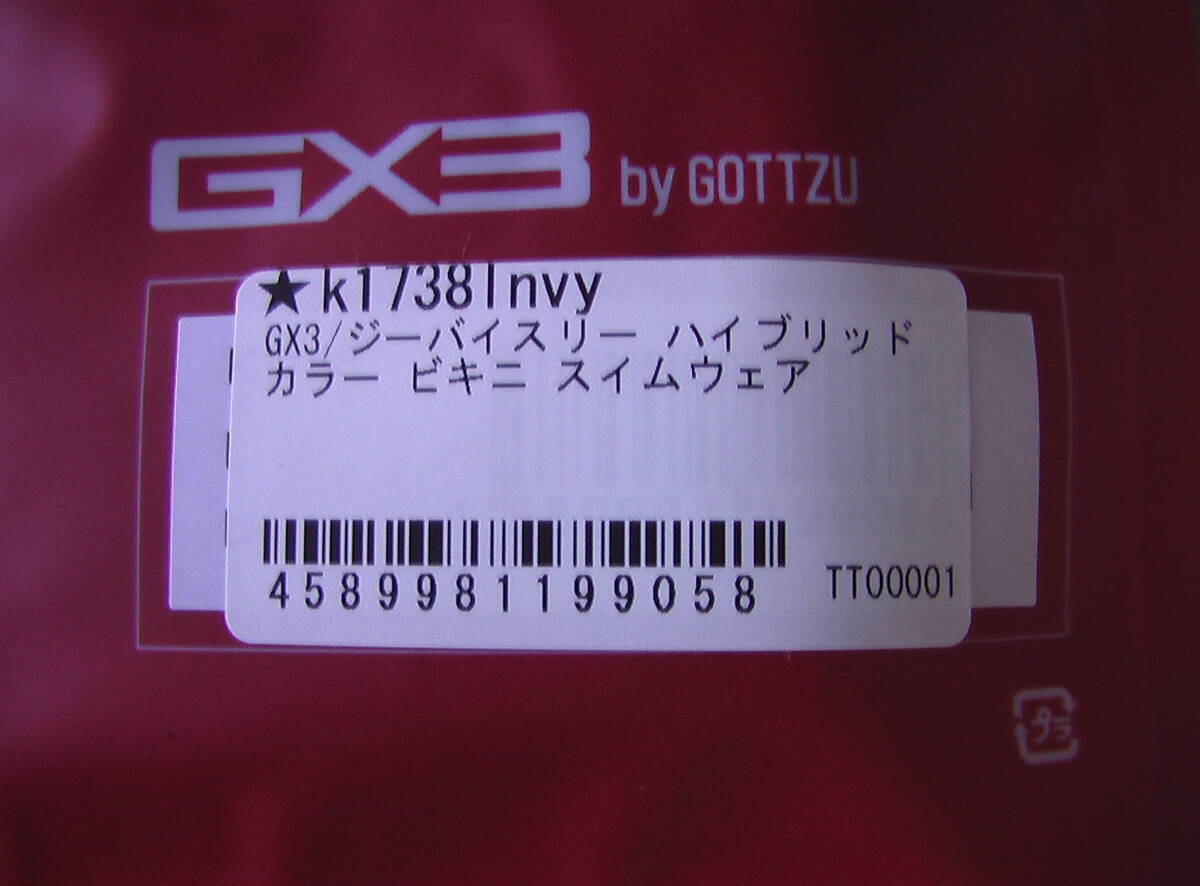 GX3 by GOTTZU
★k1738lnvy
GX3/ジーバイスリー ハイブリッド
カラー ビキニ スイムウェア
4589981199058
TT00001
プラ